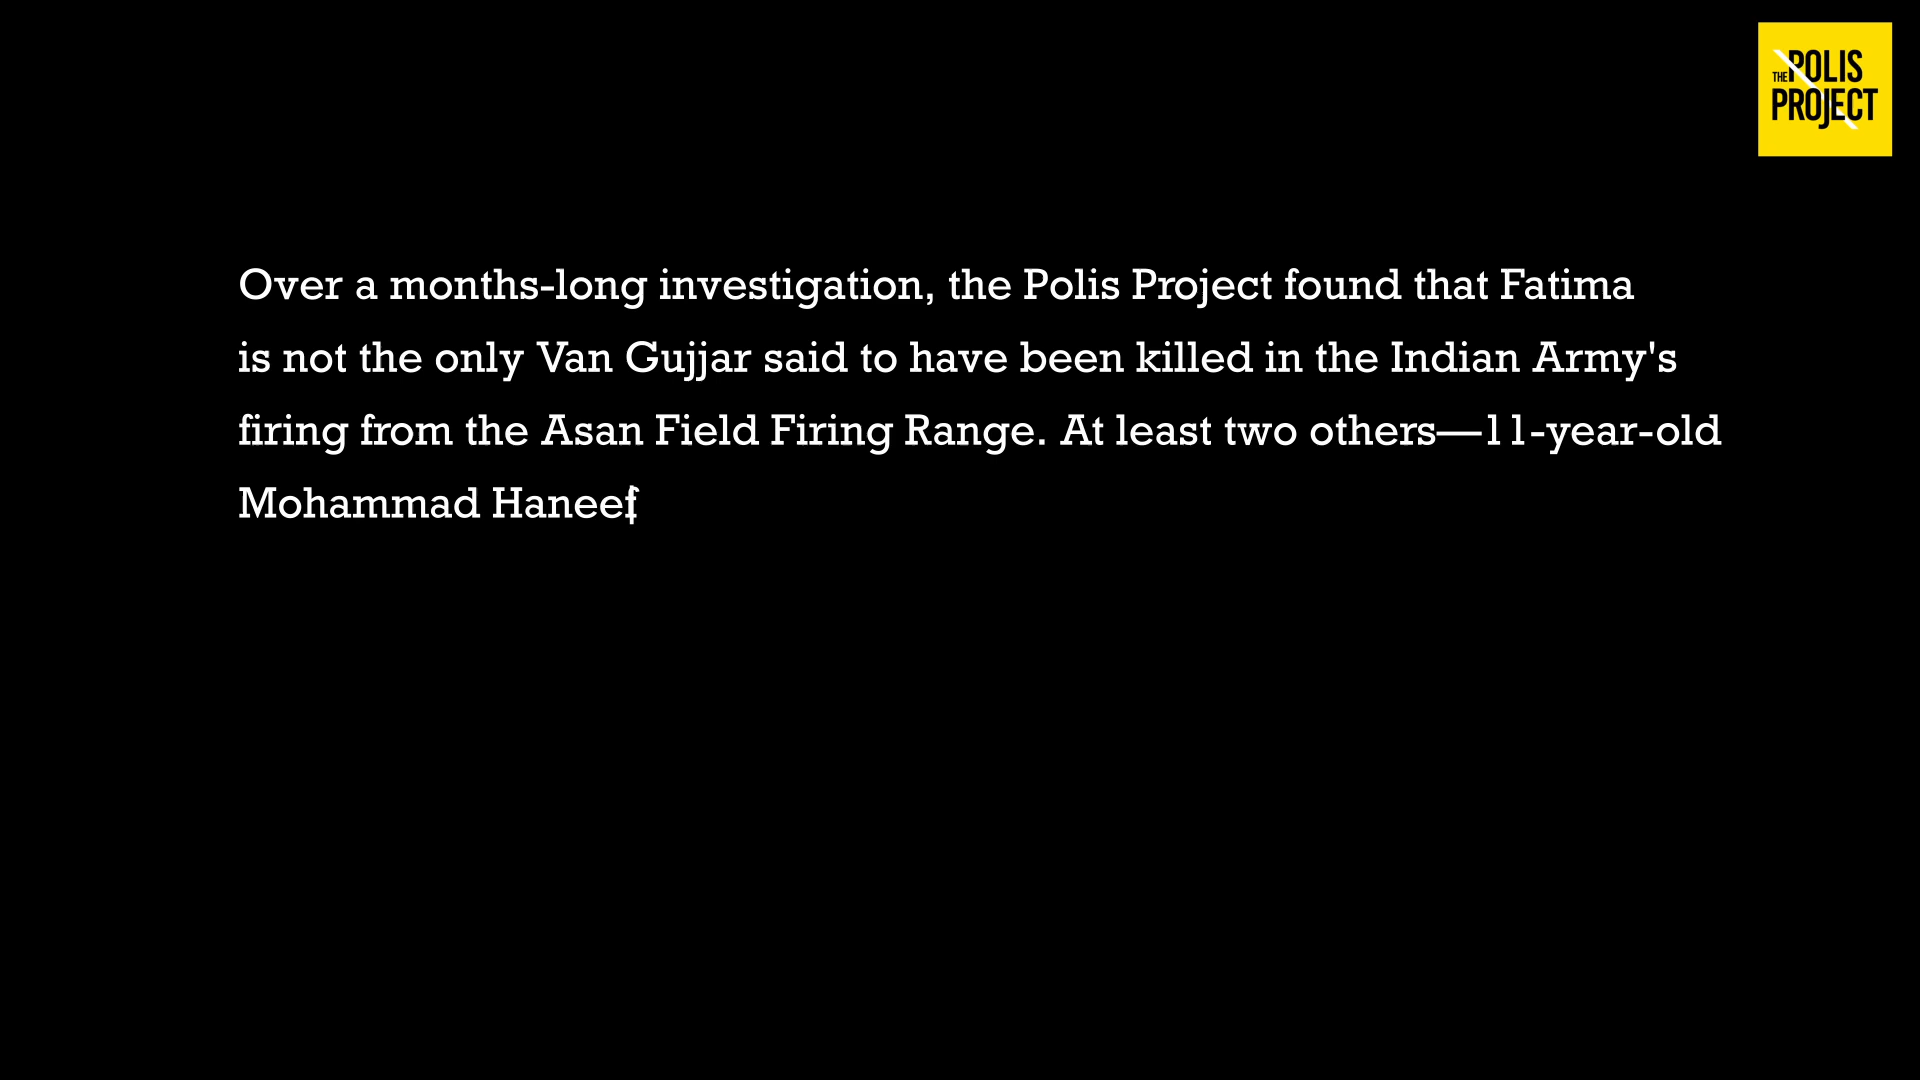 THE POLIS
PROJECT
Over a months-long investigation, the Polis Project found that Fatima
is not the only Van Gujjar said to have been killed in the Indian Army's
firing from the Asan Field Firing Range. At least two others—11-year-old
Mohammad Haneef